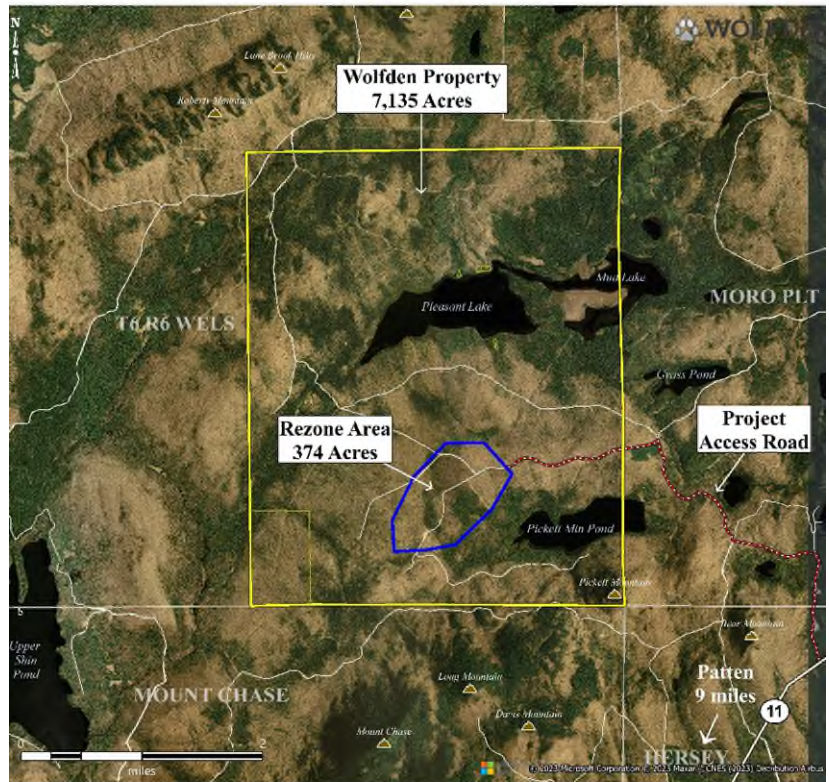 N
WOLFDEN
Lane Brook Hills
Roberts Mountain
Wolfden Property
7,135 Acres
Mud Lake
Pleasant Lake
MORO PLT
T6 R6 WELS
Grass Pond
Rezone Area
374 Acres
Project
Access Road
Pickett Mtn Pond
Pickett Mountain
5
Bear Mountain
Upper
Shin
Pond
Long Mountain
Patten
9 miles
MOUNT CHASE
Davis Mountain
11
Mount Chase
HERSEY
0
2
miles
© 2023 Microsoft Corporation © 2023 Maxar ©CNES (2023) Distribution Airbus